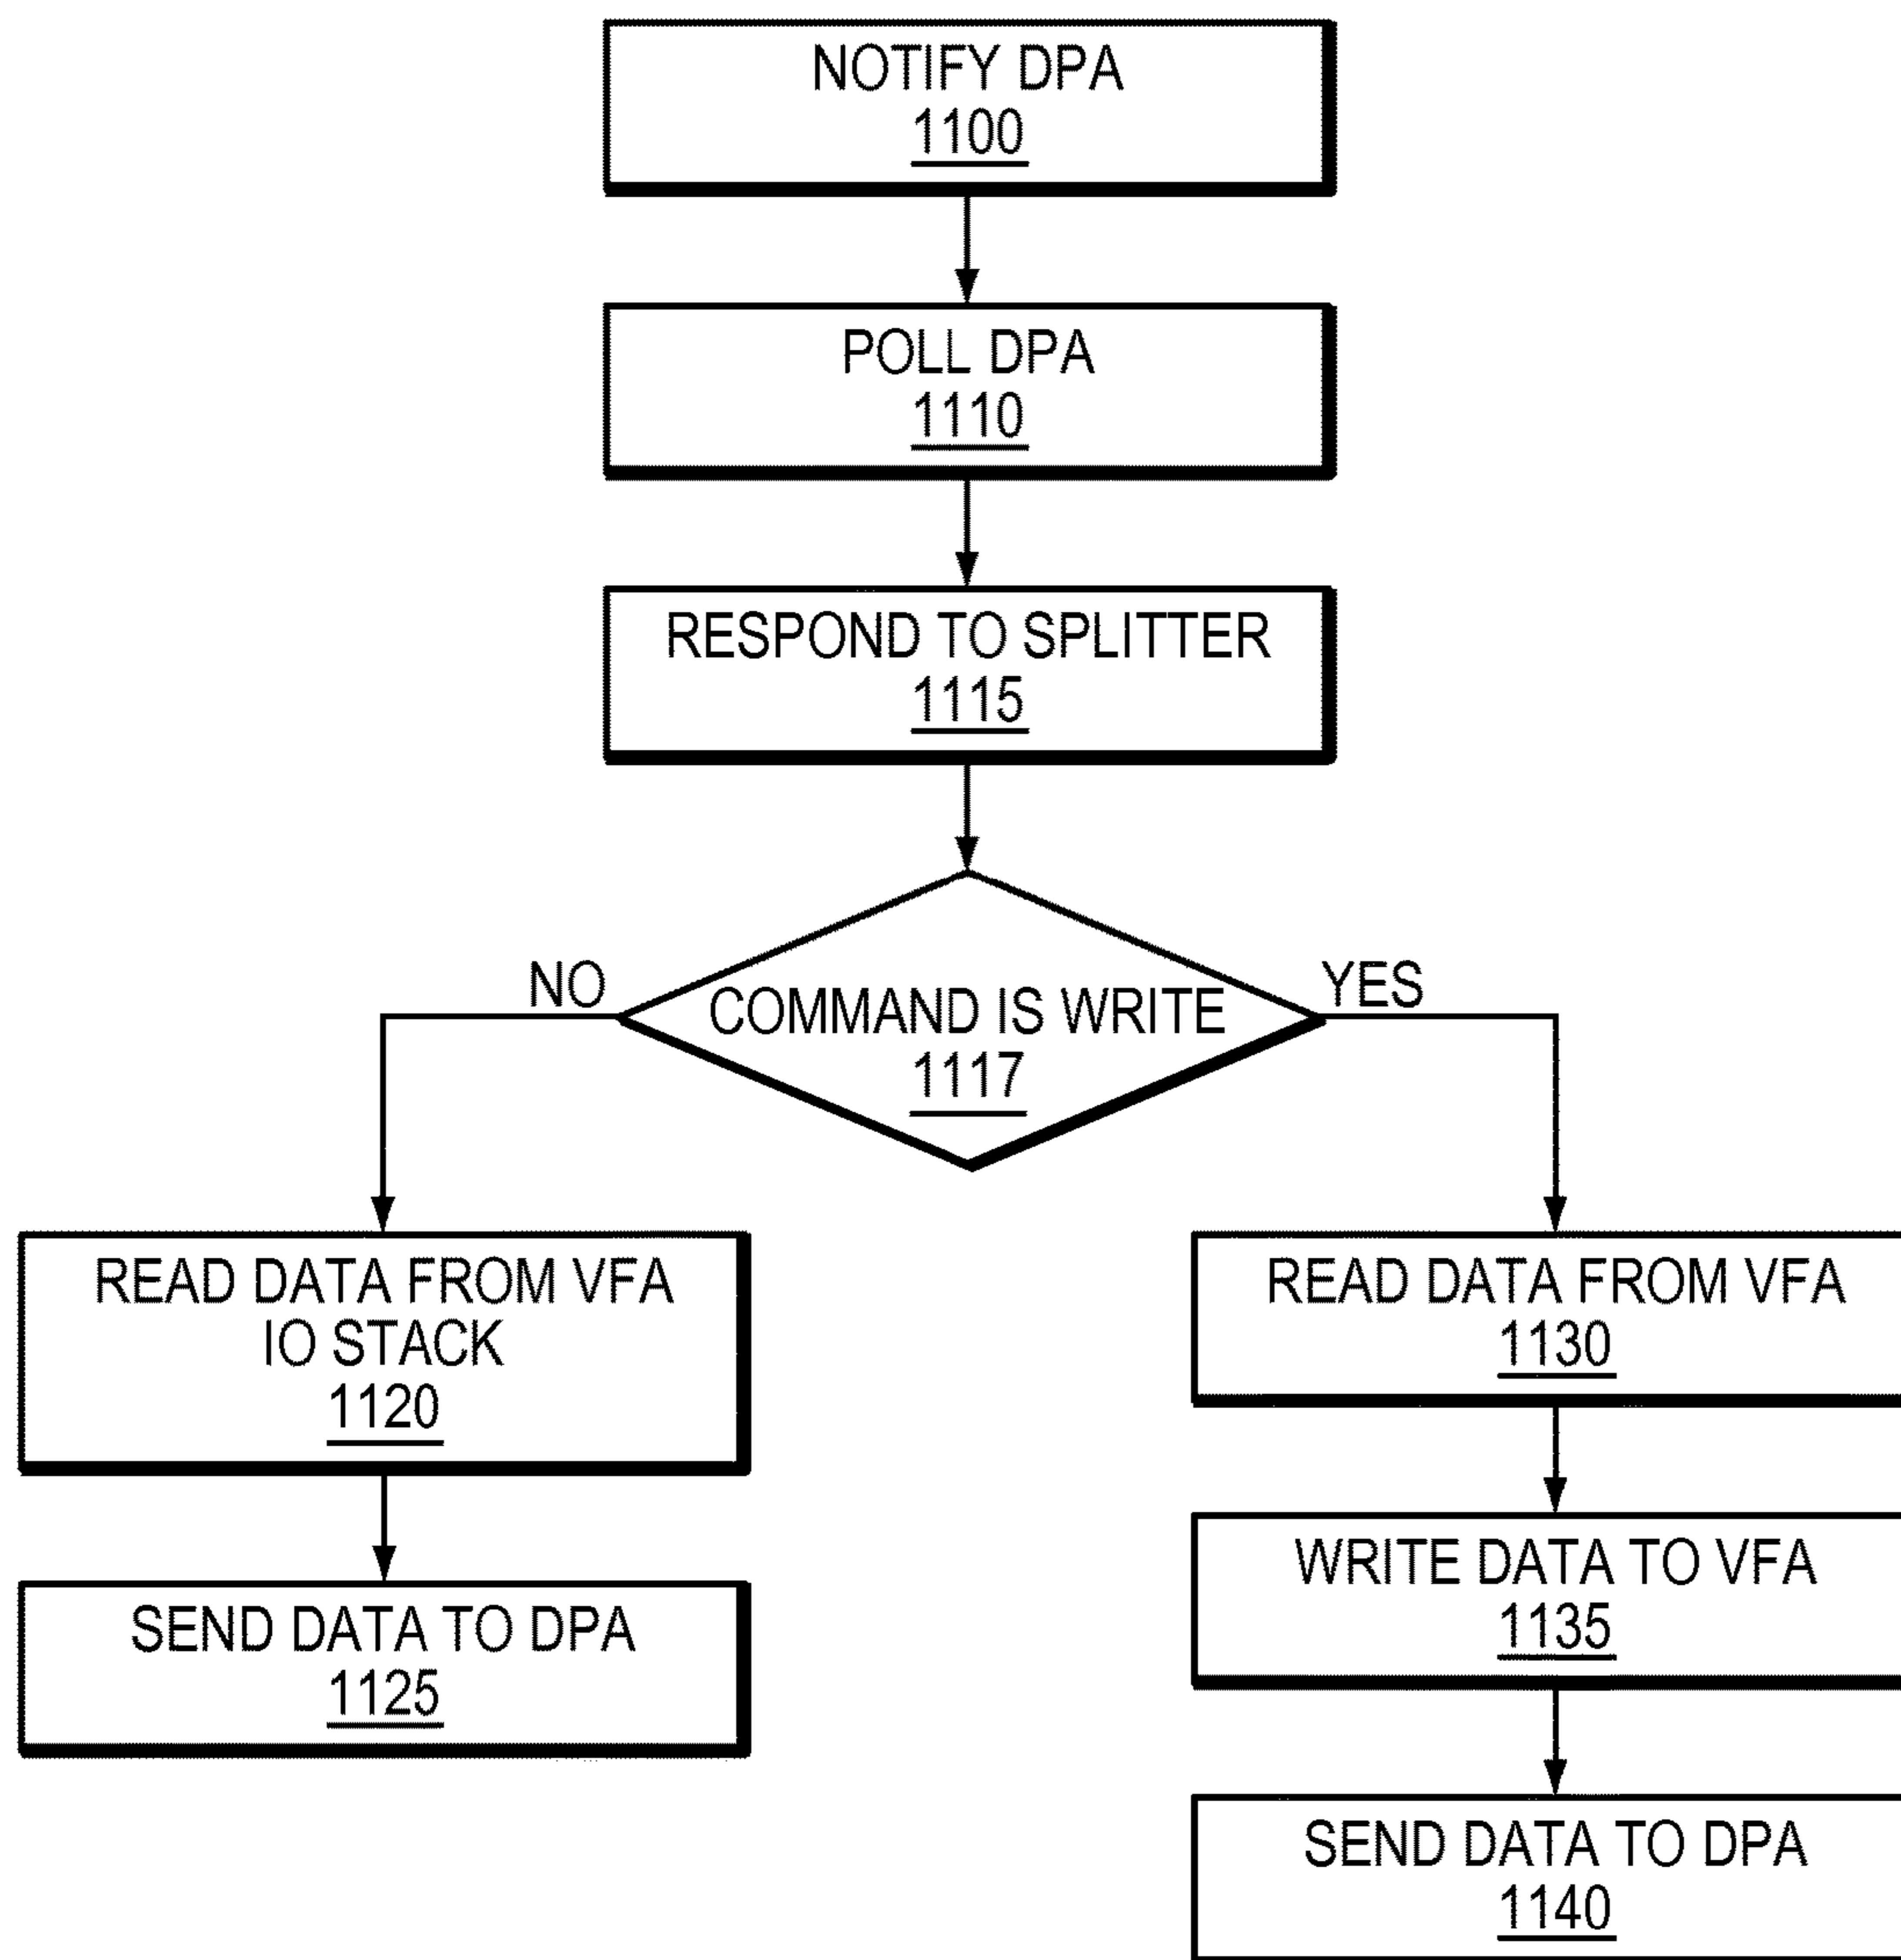 NOTIFY DPA
1100
POLL DPA
1110
RESPOND TO SPLITTER
1115
NO
YES
COMMAND IS WRITE
1117
READ DATA FROM VFA
IO STACK
1120
SEND DATA TO DPA
1125
READ DATA FROM VFA
1130
WRITE DATA TO VFA
1135
SEND DATA TO DPA
1140